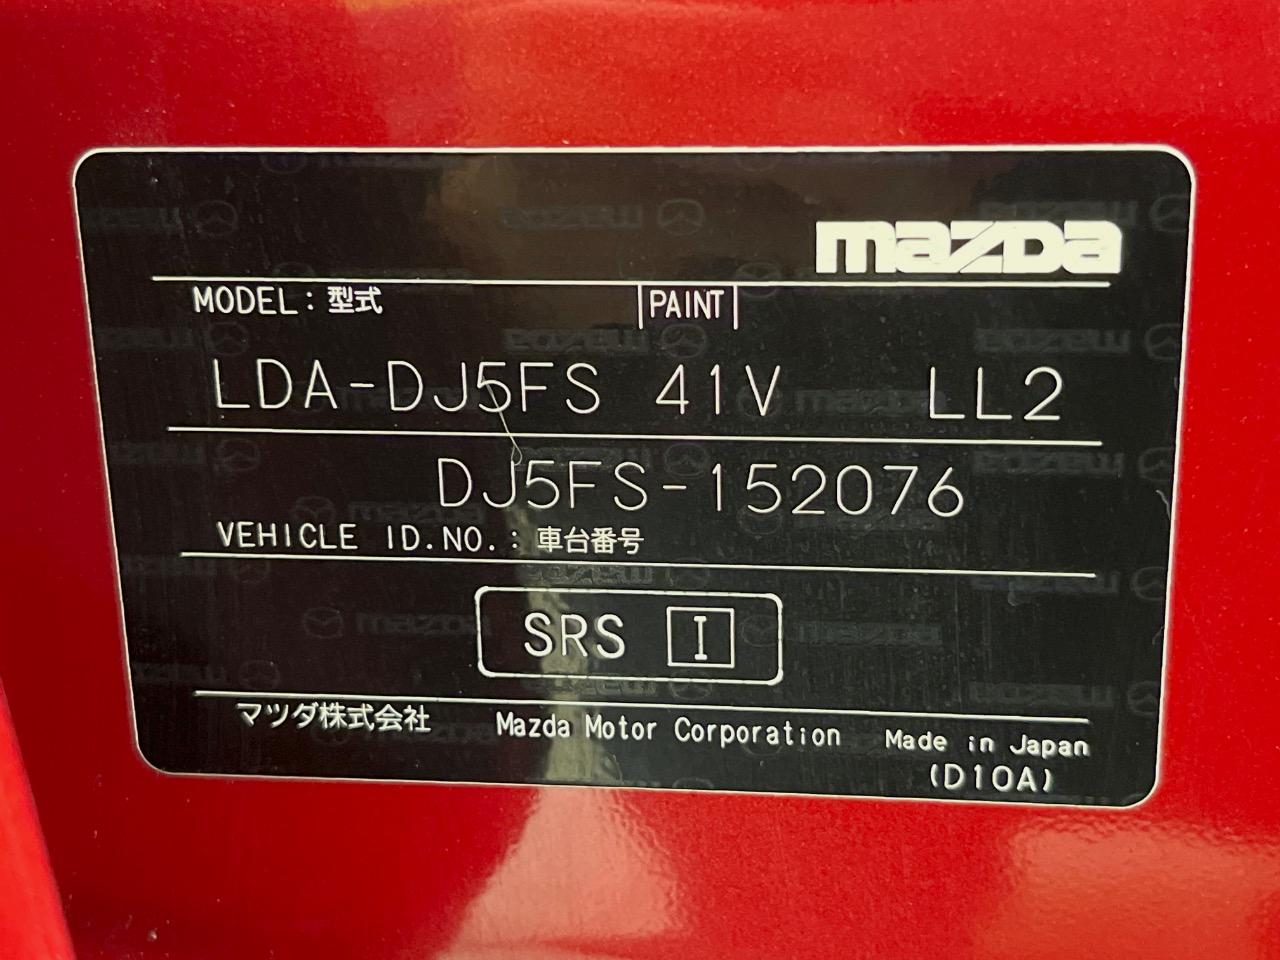 mazda
MODEL : 型式 PAINT
LDA-DJ5FS 41V LL2
DJ5FS-152076
VEHICLE ID.NO. : 車台番号
SRS I
マツダ株式会社 Mazda Motor Corporation Made in Japan
(D10A)